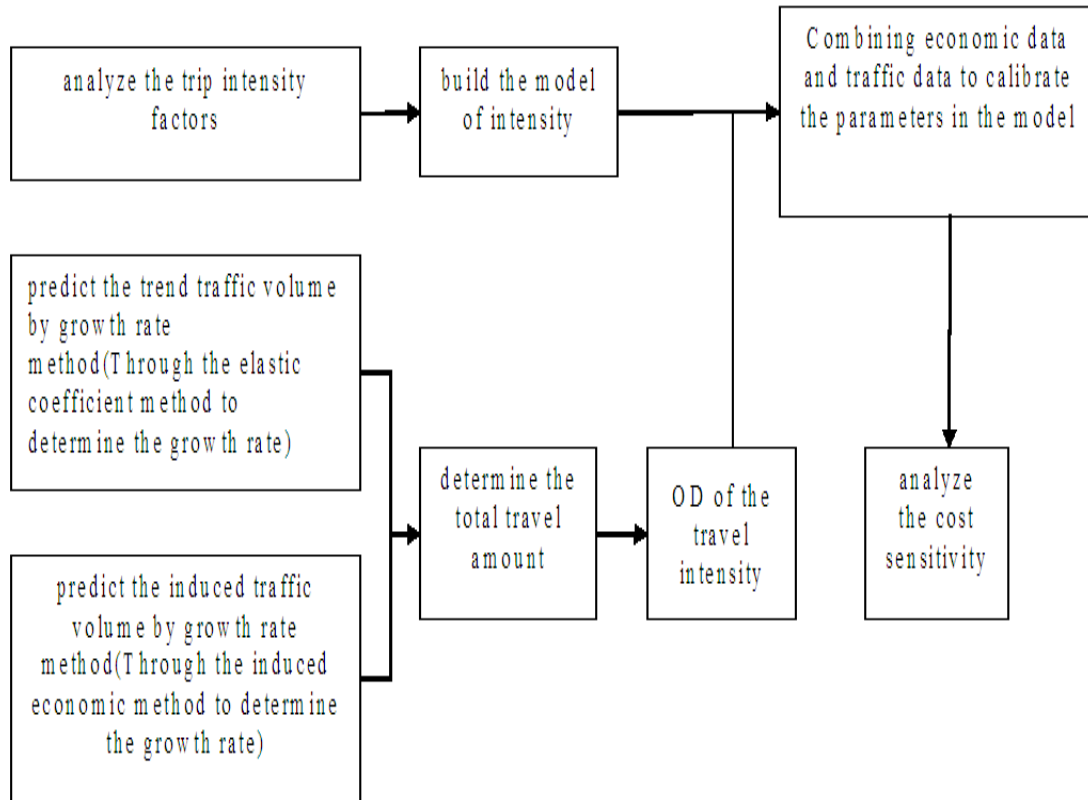 analyze the trip intensity
factors
build the model
of intensity
Combining economic data
and traffic data to calibrate
the parameters in the model
predict the trend traffic volume
by growth rate
method(Through the elastic
coefficient method to
determine the growth rate)
predict the induced traffic
volume by growth rate
method(Through the induced
economic method to determine
the growth rate)
determine the
total travel
amount
OD of the
travel
intensity
analyze
the cost
sensitivity